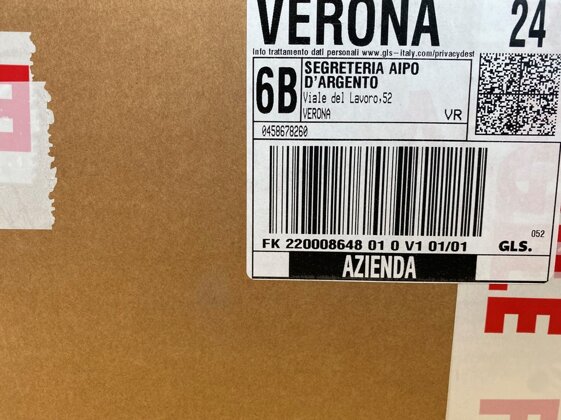 VERONA 24
Info trattamento dati personali www.gls-italy.com/privacydest
6B
SEGRETERIA AIPO
D'ARGENTO
Viale del Lavoro,52
VERONA VR
0458678260
052
FK 220008648 01 0 V1 01/01 GLS.
AZIENDA